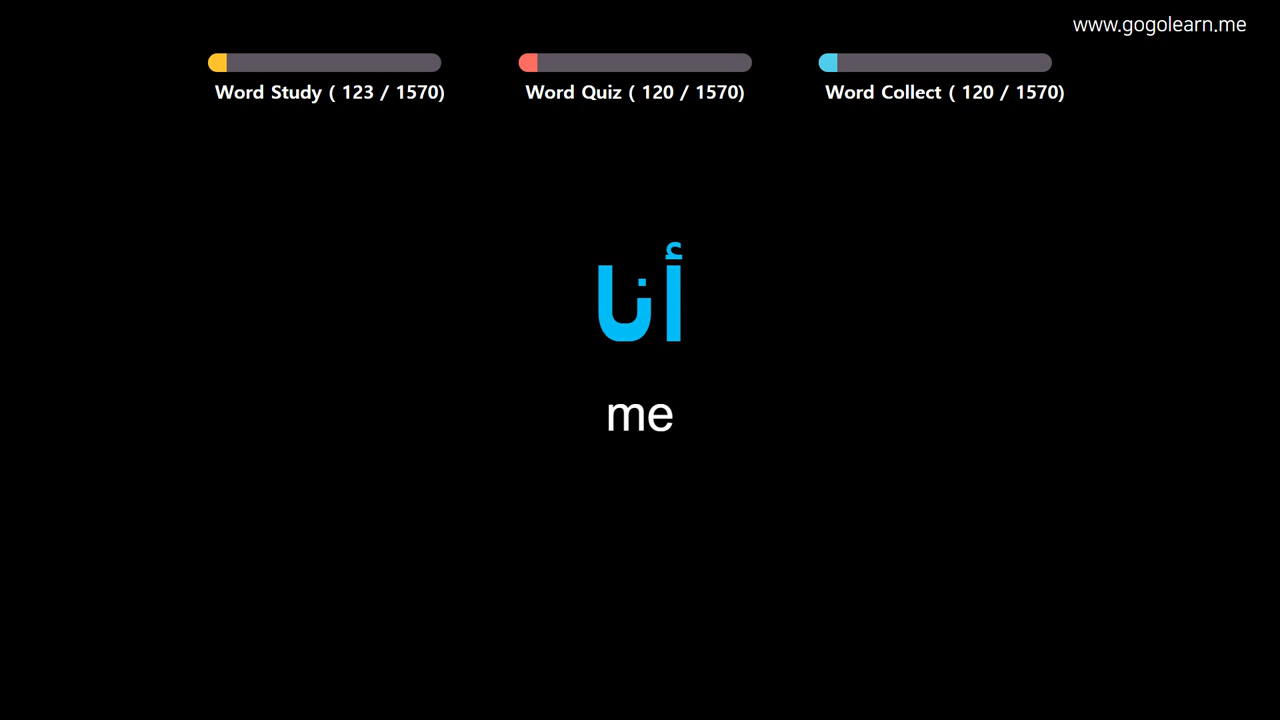 www.gogolearn.me
Word Study ( 123 / 1570)
Word Quiz ( 120 / 1570)
Word Collect ( 120 / 1570)
أنا
me